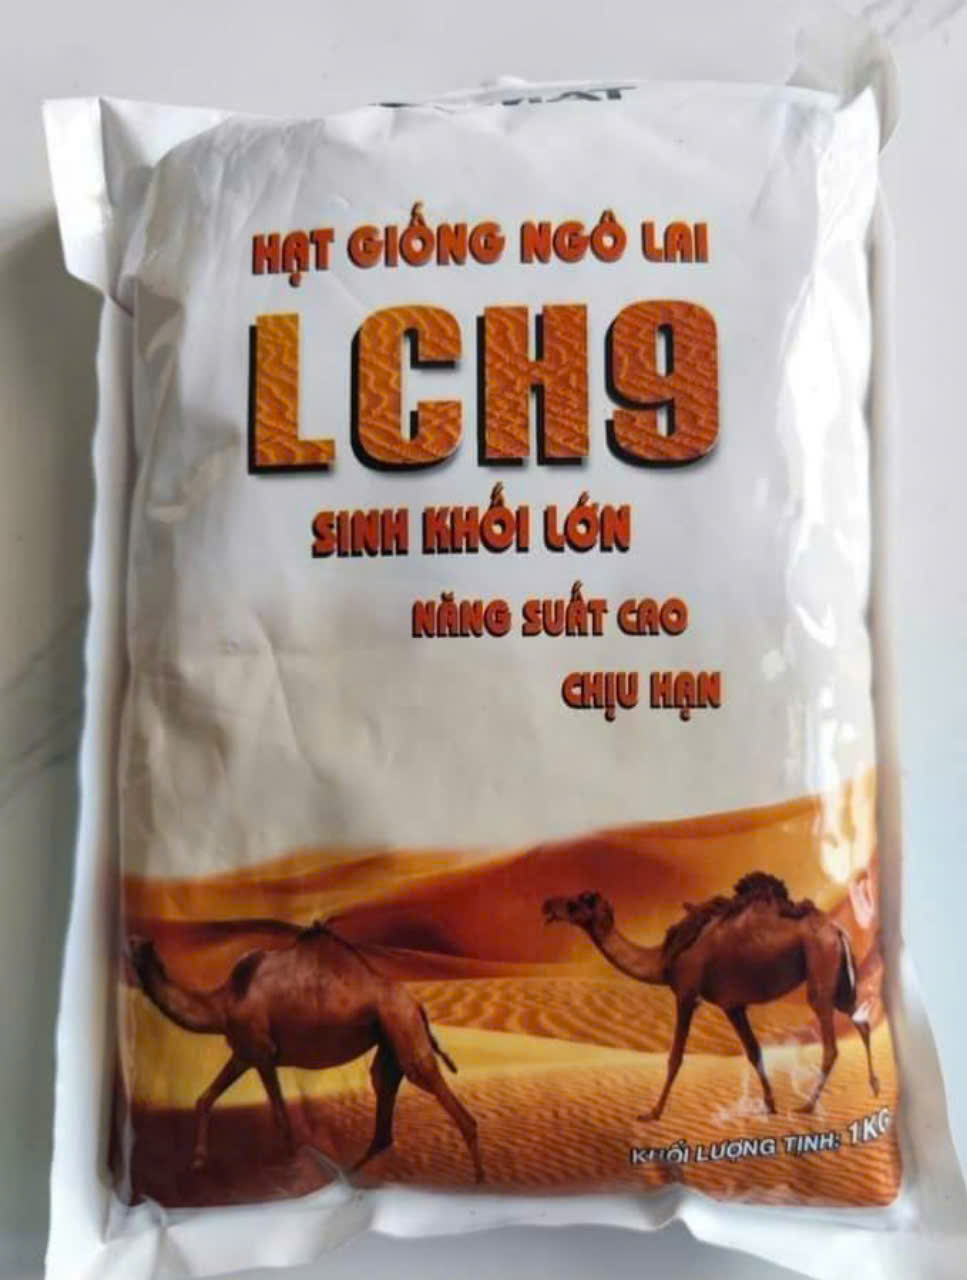 HẠT GIỐNG NGÔ LAI
LCH9
SINH KHỐI LỚN
NĂNG SUẤT CAO
CHỊU HẠN
KHỐI LƯỢNG TỊNH: 1KG